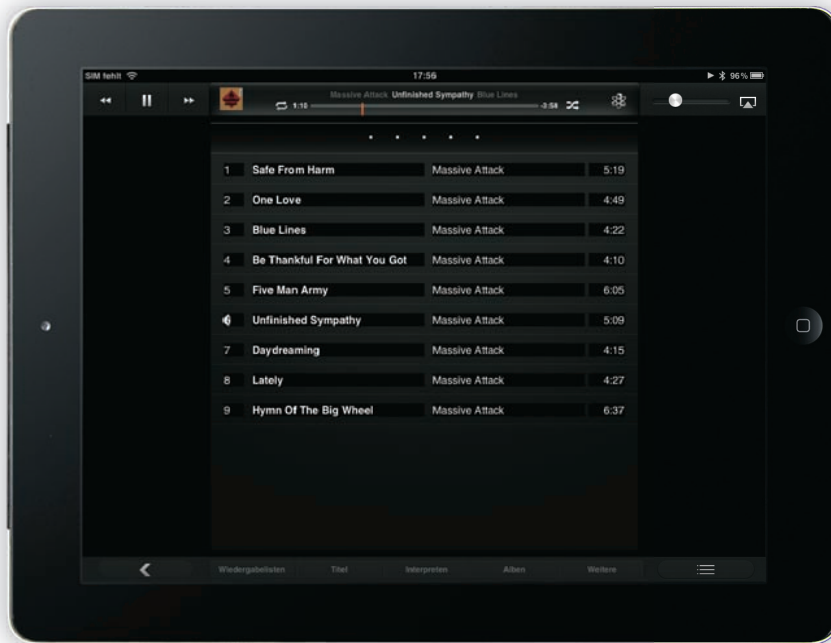 SIM fehlt 17:56 96%
Massive Attack Unfinished Sympathy Blue Lines
1:10 -3:58
1 Safe From Harm Massive Attack 5:19
2 One Love Massive Attack 4:49
3 Blue Lines Massive Attack 4:22
4 Be Thankful For What You Got Massive Attack 4:10
5 Five Man Army Massive Attack 6:05
Unfinished Sympathy Massive Attack 5:09
7 Daydreaming Massive Attack 4:15
8 Lately Massive Attack 4:27
9 Hymn Of The Big Wheel Massive Attack 6:37
Wiedergabelisten Titel Interpreten Alben Weitere